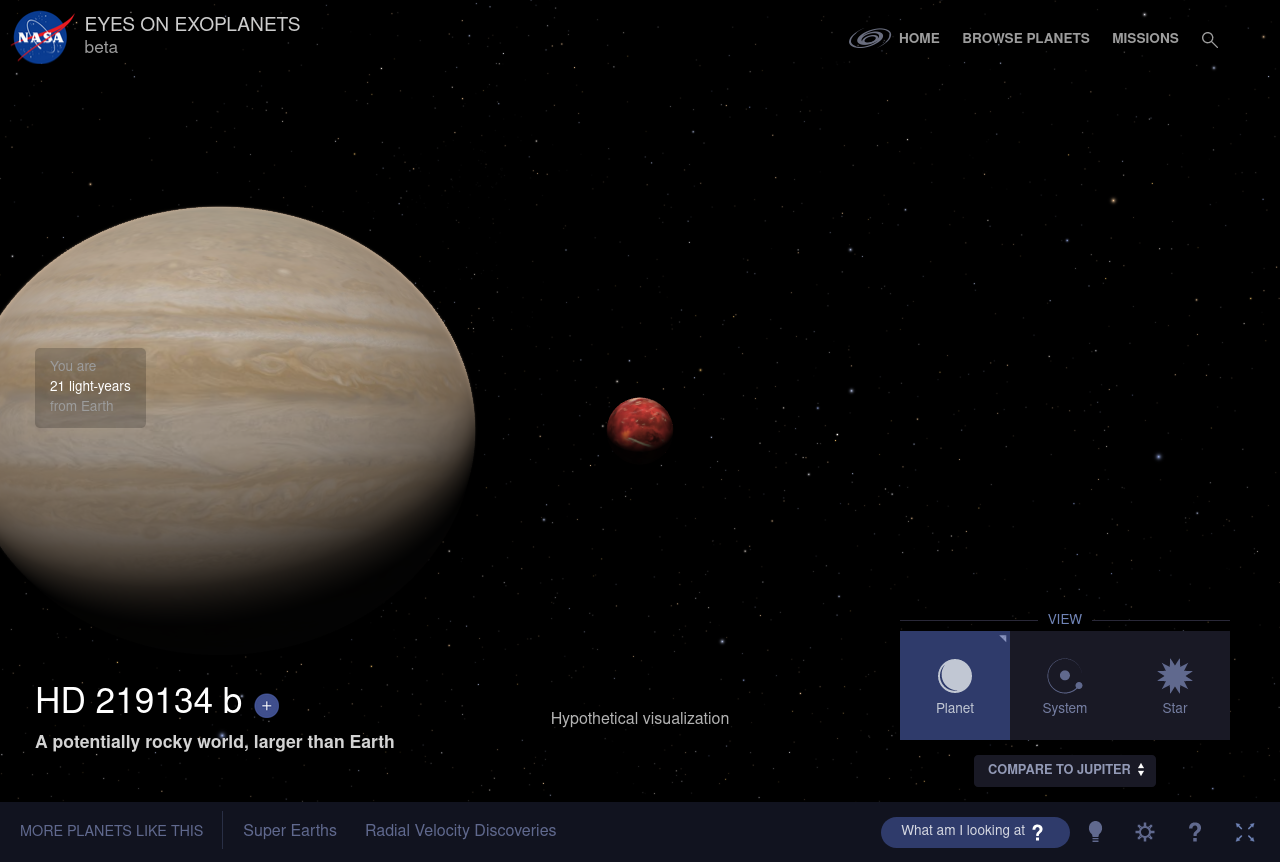 NASA
EYES ON EXOPLANETS
beta
HOME
BROWSE PLANETS
MISSIONS
You are
21 light-years
from Earth
VIEW
Planet
System
Star
HD 219134 b +
A potentially rocky world, larger than Earth
Hypothetical visualization
COMPARE TO JUPITER
MORE PLANETS LIKE THIS
Super Earths
Radial Velocity Discoveries
What am I looking at ?
?